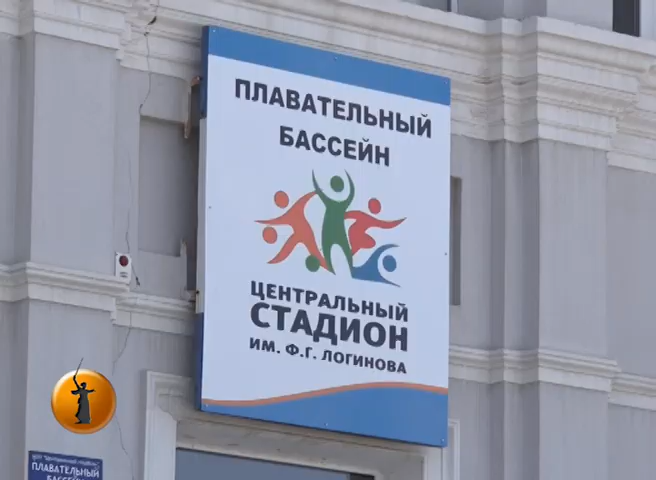 ПЛАВАТЕЛЬНЫЙ
БАССЕЙН
ЦЕНТРАЛЬНЫЙ
СТАДИОН
ИМ. Ф.Г. ЛОГИНОВА
ПЛАВАТЕЛЬНЫЙ
БАССЕЙН